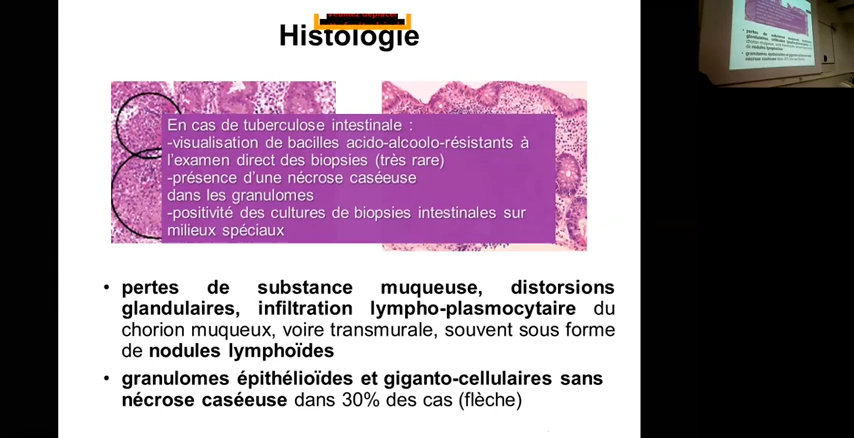 Histologie
En cas de tuberculose intestinale :
-visualisation de bacilles acido-alcoolo-résistants à
l'examen direct des biopsies (très rare)
-présence d'une nécrose caséeuse
dans les granulomes
-positivité des cultures de biopsies intestinales sur
milieux spéciaux
• pertes de substance muqueuse, distorsions
glandulaires, infiltration lympho-plasmocytaire du
chorion muqueux, voire transmurale, souvent sous forme
de nodules lymphoïdes
• granulomes épithélioïdes et giganto-cellulaires sans
nécrose caséeuse dans 30% des cas (flèche)